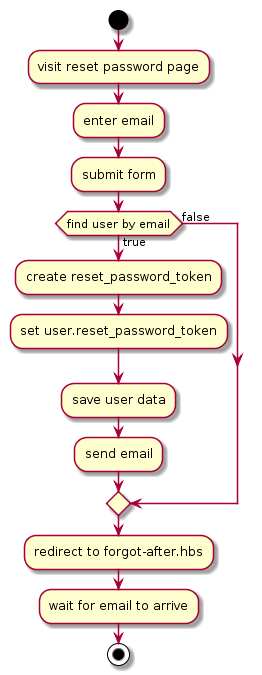 visit reset password page
enter email
submit form
find user by email
false
true
create reset_password_token
set user.reset_password_token
save user data
send email
redirect to forgot-after.hbs
wait for email to arrive